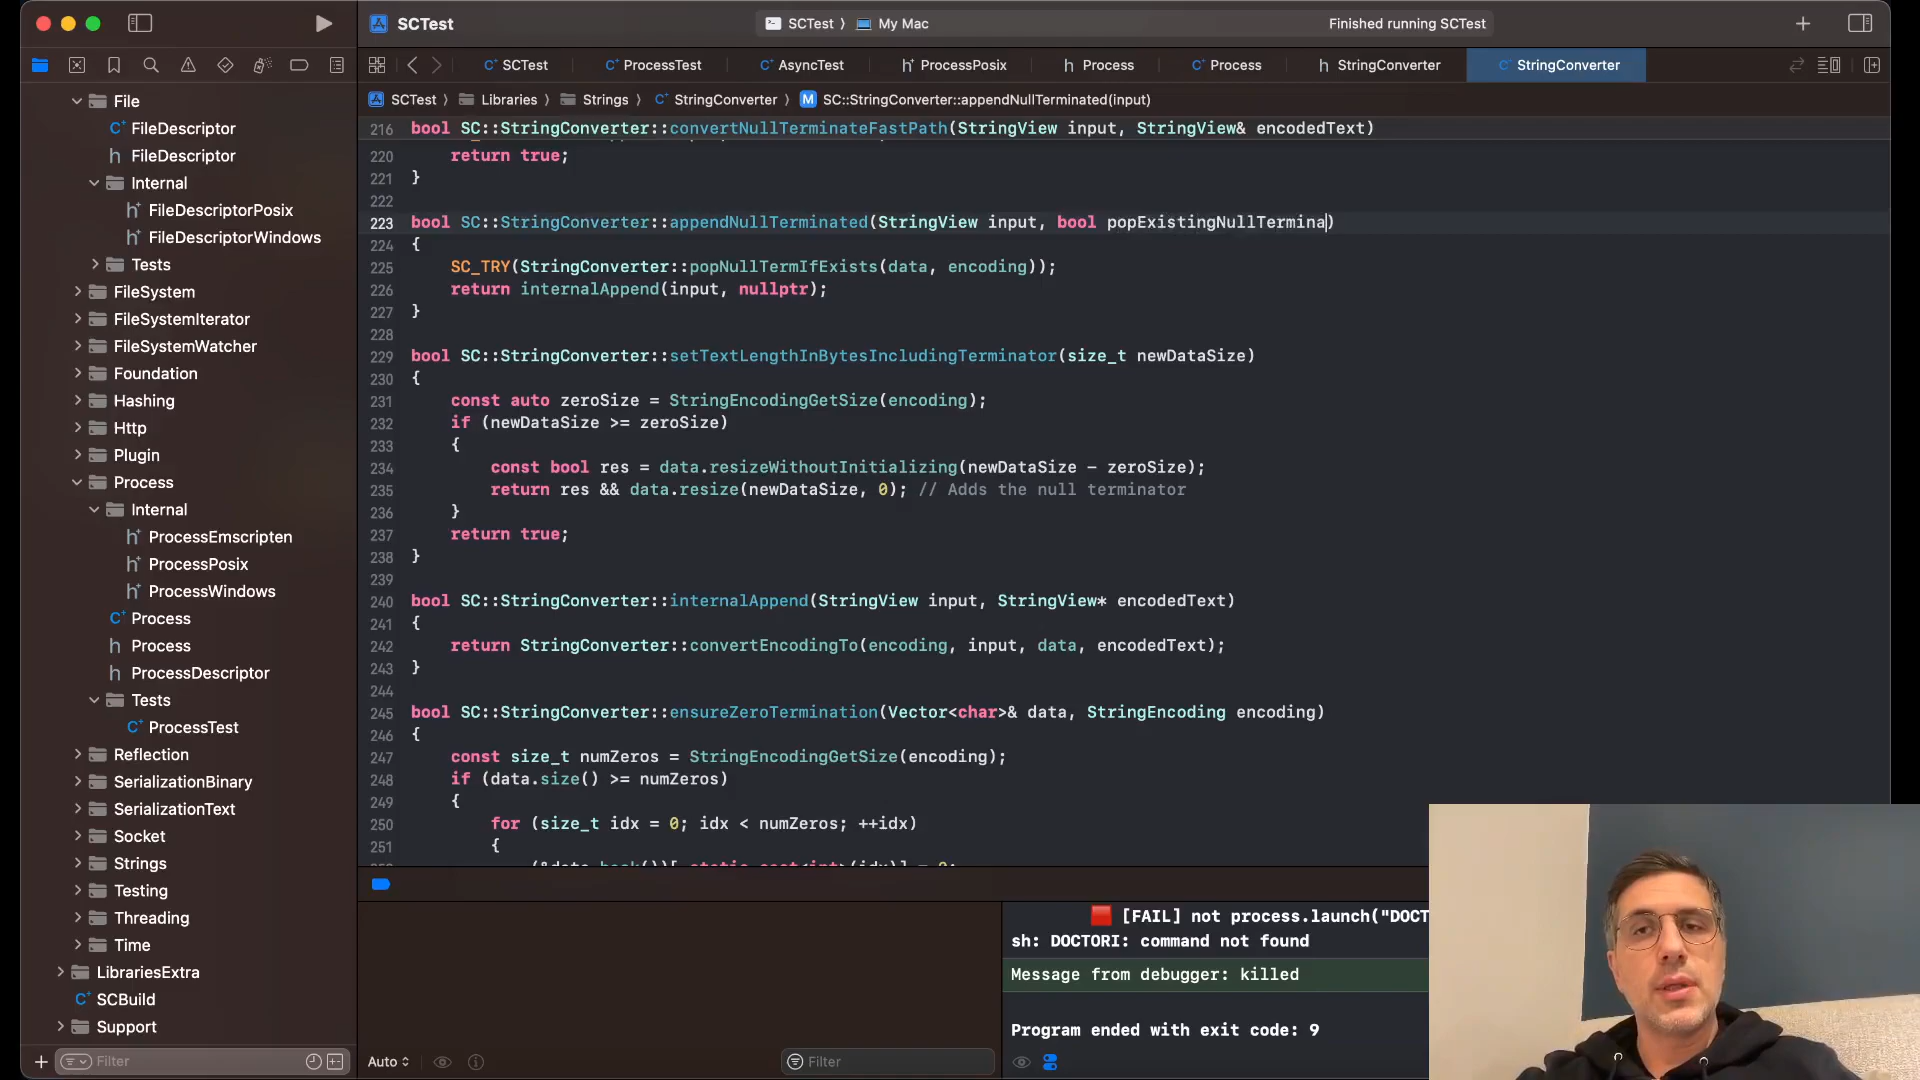 SCTest
SCTest 〉 My Mac
Finished running SCTest
SCTest
ProcessTest
AsyncTest
ProcessPosix
Process
Process
StringConverter
StringConverter
SCTest 〉 Libraries 〉 Strings 〉 StringConverter 〉 M SC::StringConverter::appendNullTerminated(input)
File
FileDescriptor
FileDescriptor
Internal
FileDescriptorPosix
FileDescriptorWindows
Tests
FileSystem
FileSystemIterator
FileSystemWatcher
Foundation
Hashing
Http
Plugin
Process
Internal
ProcessEmscripten
ProcessPosix
ProcessWindows
Process
Process
ProcessDescriptor
Tests
ProcessTest
Reflection
SerializationBinary
SerializationText
Socket
Strings
Testing
Threading
Time
LibrariesExtra
SCBuild
Support
Filter
216 bool SC::StringConverter::convertNullTerminateFastPath(StringView input, StringView& encodedText)
220 return true;
221 }
222
223 bool SC::StringConverter::appendNullTerminated(StringView input, bool popExistingNullTermina)
224 {
225 SC_TRY(StringConverter::popNullTermIfExists(data, encoding));
226 return internalAppend(input, nullptr);
227 }
228
229 bool SC::StringConverter::setTextLengthInBytesIncludingTerminator(size_t newDataSize)
230 {
231 const auto zeroSize = StringEncodingGetSize(encoding);
232 if (newDataSize >= zeroSize)
233 {
234 const bool res = data.resizeWithoutInitializing(newDataSize - zeroSize);
235 return res && data.resize(newDataSize, 0); // Adds the null terminator
236 }
237 return true;
238 }
239
240 bool SC::StringConverter::internalAppend(StringView input, StringView* encodedText)
241 {
242 return StringConverter::convertEncodingTo(encoding, input, data, encodedText);
243 }
244
245 bool SC::StringConverter::ensureZeroTermination(Vector<char>& data, StringEncoding encoding)
246 {
247 const size_t numZeros = StringEncodingGetSize(encoding);
248 if (data.size() >= numZeros)
249 {
250 for (size_t idx = 0; idx < numZeros; ++idx)
251 {
[FAIL] not process.launch("DOCT
sh: DOCTORI: command not found
Message from debugger: killed
Program ended with exit code: 9
Auto
Filter